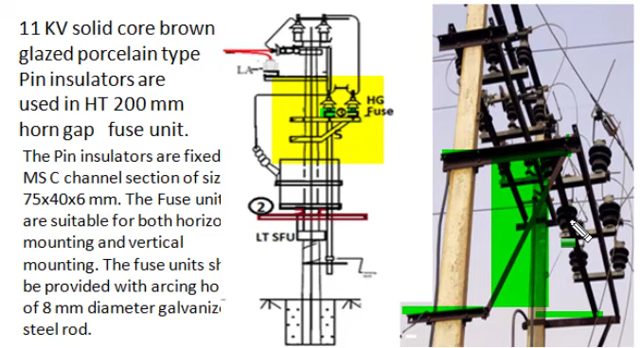 11 KV solid core brown
glazed porcelain type
Pin insulators are
used in HT 200 mm
horn gap fuse unit.
The Pin insulators are fixed
MS C channel section of siz
75x40x6 mm. The Fuse unit
are suitable for both horizo
mounting and vertical
mounting. The fuse units sh
be provided with arcing ho
of 8 mm diameter galvanize
steel rod.
LA
HG
Fuse
2
LT SFU